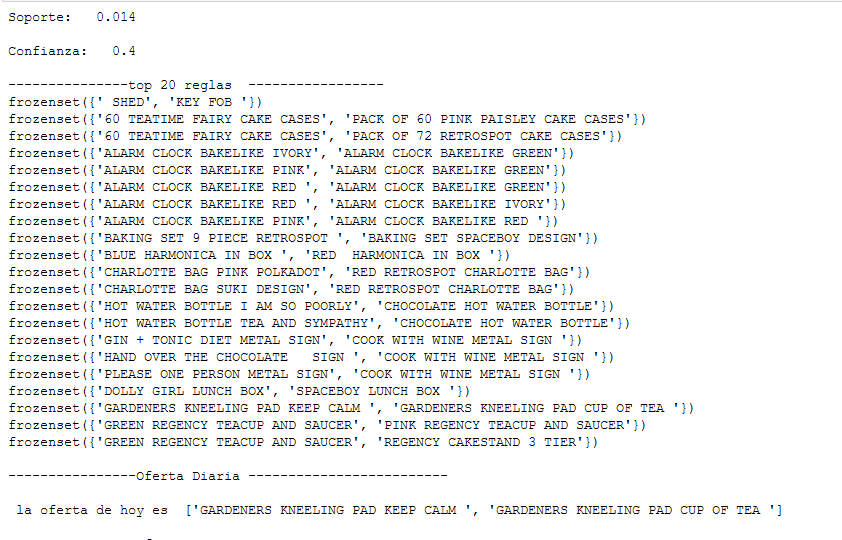 Soporte:   0.014
Confianza:   0.4
---------------top 20 reglas  -----------------
frozenset({' SHED', 'KEY FOB '})
frozenset({'60 TEATIME FAIRY CAKE CASES', 'PACK OF 60 PINK PAISLEY CAKE CASES'})
frozenset({'60 TEATIME FAIRY CAKE CASES', 'PACK OF 72 RETROSPOT CAKE CASES'})
frozenset({'ALARM CLOCK BAKELIKE IVORY', 'ALARM CLOCK BAKELIKE GREEN'})
frozenset({'ALARM CLOCK BAKELIKE PINK', 'ALARM CLOCK BAKELIKE GREEN'})
frozenset({'ALARM CLOCK BAKELIKE RED ', 'ALARM CLOCK BAKELIKE GREEN'})
frozenset({'ALARM CLOCK BAKELIKE RED ', 'ALARM CLOCK BAKELIKE IVORY'})
frozenset({'ALARM CLOCK BAKELIKE PINK', 'ALARM CLOCK BAKELIKE RED '})
frozenset({'BAKING SET 9 PIECE RETROSPOT ', 'BAKING SET SPACEBOY DESIGN'})
frozenset({'BLUE HARMONICA IN BOX ', 'RED  HARMONICA IN BOX '})
frozenset({'CHARLOTTE BAG PINK POLKADOT', 'RED RETROSPOT CHARLOTTE BAG'})
frozenset({'CHARLOTTE BAG SUKI DESIGN', 'RED RETROSPOT CHARLOTTE BAG'})
frozenset({'HOT WATER BOTTLE I AM SO POORLY', 'CHOCOLATE HOT WATER BOTTLE'})
frozenset({'HOT WATER BOTTLE TEA AND SYMPATHY', 'CHOCOLATE HOT WATER BOTTLE'})
frozenset({'GIN + TONIC DIET METAL SIGN', 'COOK WITH WINE METAL SIGN '})
frozenset({'HAND OVER THE CHOCOLATE   SIGN ', 'COOK WITH WINE METAL SIGN '})
frozenset({'PLEASE ONE PERSON METAL SIGN', 'COOK WITH WINE METAL SIGN '})
frozenset({'DOLLY GIRL LUNCH BOX', 'SPACEBOY LUNCH BOX '})
frozenset({'GARDENERS KNEELING PAD KEEP CALM ', 'GARDENERS KNEELING PAD CUP OF TEA '})
frozenset({'GREEN REGENCY TEACUP AND SAUCER', 'PINK REGENCY TEACUP AND SAUCER'})
frozenset({'GREEN REGENCY TEACUP AND SAUCER', 'REGENCY CAKESTAND 3 TIER'})
----------------Oferta Diaria -------------------------
la oferta de hoy es  ['GARDENERS KNEELING PAD KEEP CALM ', 'GARDENERS KNEELING PAD CUP OF TEA ']